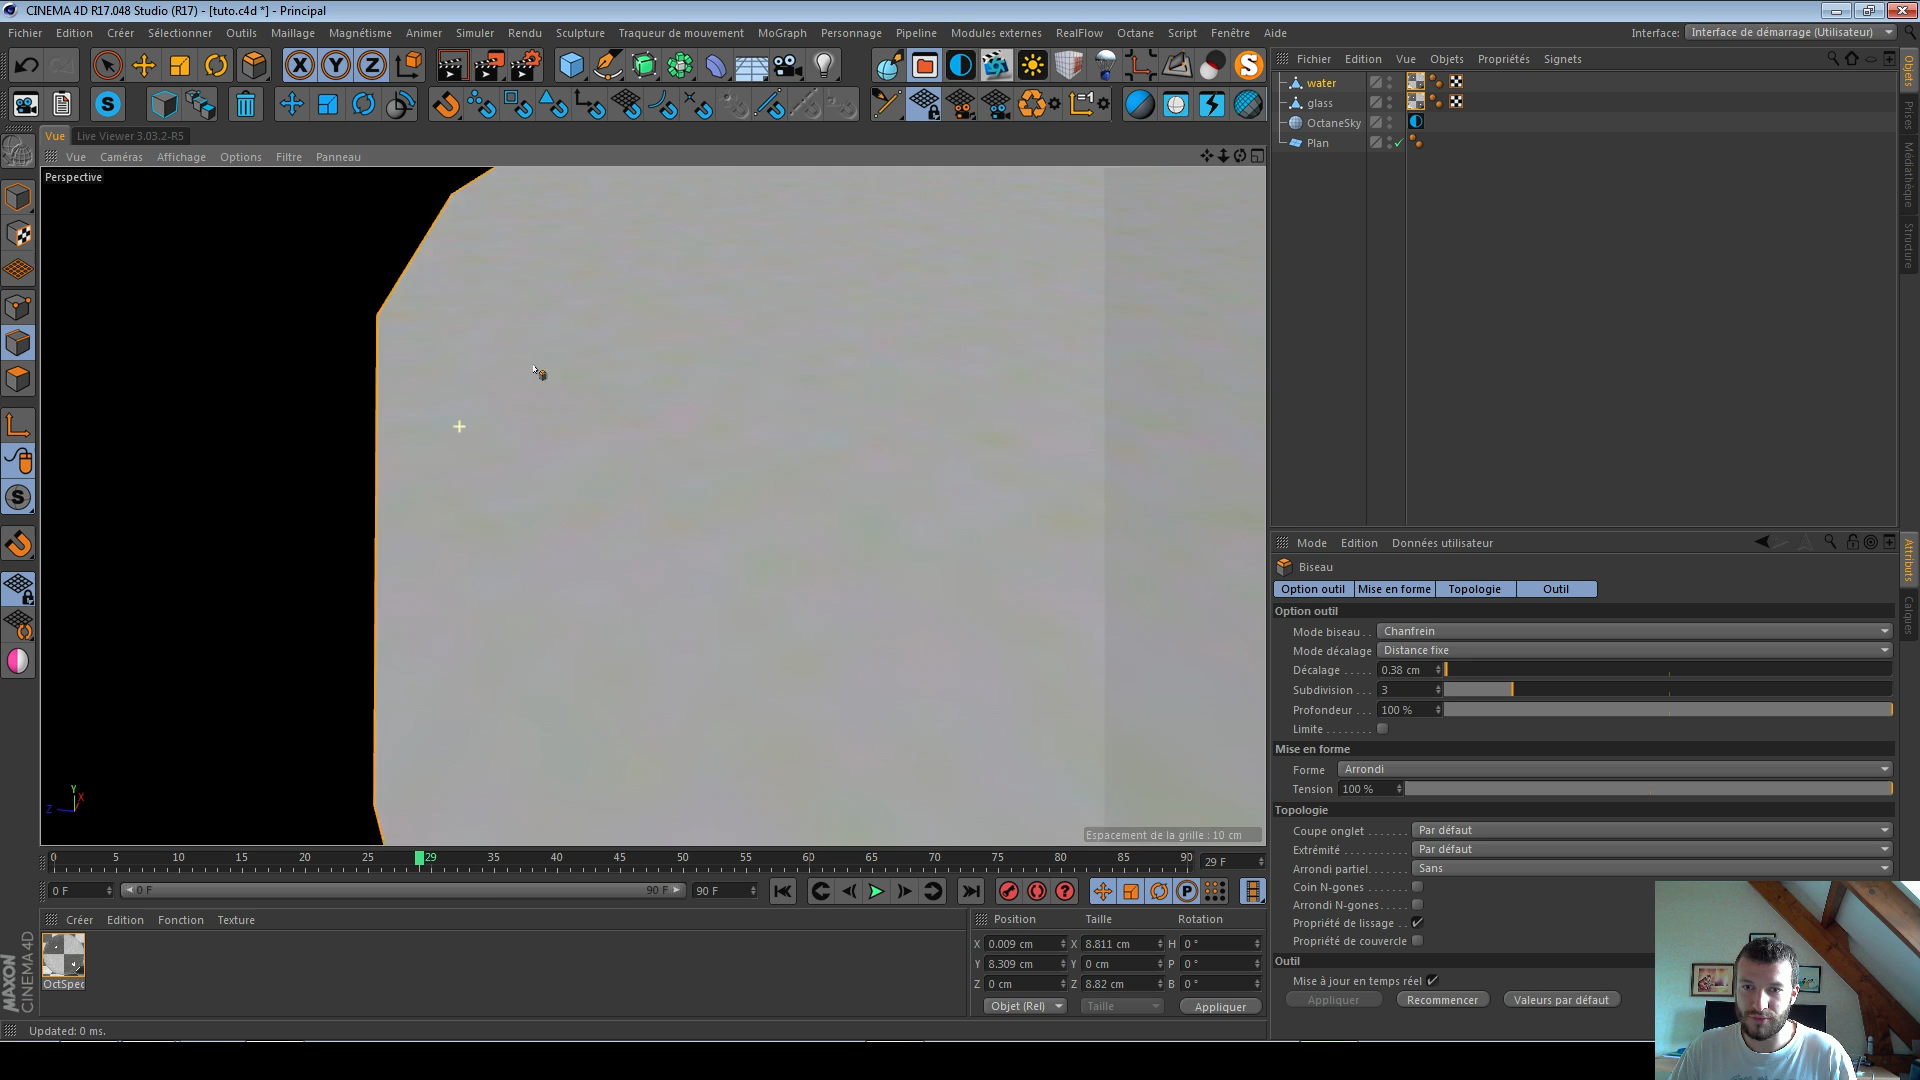 CINEMA 4D R17.048 Studio (R17) - [tuto.c4d *] - Principal
Fichier Edition Créer Sélectionner Outils Maillage Magnétisme Animer Simuler Rendu Sculpture Traqueur de mouvement MoGraph Personnage Pipeline Modules externes RealFlow Octane Script Fenêtre Aide
Interface: Interface de démarrage (Utilisateur)
Fichier Edition Vue Objets Propriétés Signets
water
glass
OctaneSky
Plan
Objets
Prises
Médiathèque
Structure
Vue Live Viewer 3.03.2-R5
Vue Caméras Affichage Options Filtre Panneau
Perspective
Y
X
Z
Espacement de la grille : 10 cm
Mode Edition Données utilisateur
Attributs
Calques
Biseau
Option outil Mise en forme Topologie Outil
Option outil
Mode biseau . . Chanfrein
Mode décalage Distance fixe
Décalage . . . . . 0.38 cm
Subdivision . . . 3
Profondeur . . . 100 %
Limite . . . . . . . .
Mise en forme
Forme Arrondi
Tension 100 %
Topologie
Coupe onglet . . . . . . . Par défaut
Extrémité . . . . . . . . . . Par défaut
Arrondi partiel. . . . . . . Sans
Coin N-gones . . . . . . .
Arrondi N-gones. . . . .
Propriété de lissage . .
Propriété de couvercle
Outil
Mise à jour en temps réel
Appliquer Recommencer Valeurs par défaut
0 5 10 15 20 25 29 35 40 45 50 55 60 65 70 75 80 85 90 29 F
0 F 0 F 90 F 90 F
Créer Edition Fonction Texture
OctSpec
Position Taille Rotation
X 0.009 cm X 8.811 cm H 0 °
Y 8.309 cm Y 0 cm P 0 °
Z 0 cm Z 8.82 cm B 0 °
Objet (Rel) Taille Appliquer
MAXON
CINEMA 4D
Updated: 0 ms.